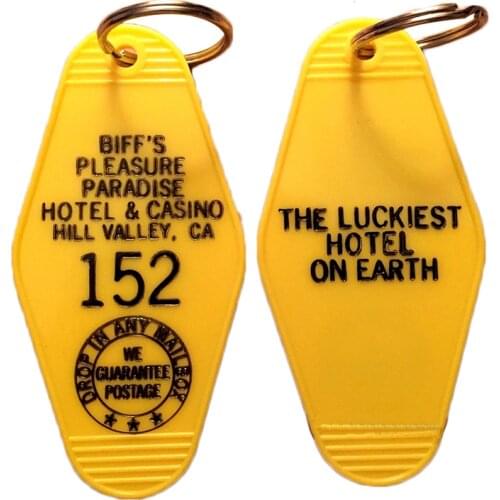 BIFF'S
PLEASURE
PARADISE
HOTEL & CASINO
HILL VALLEY, CA
152
DROP IN ANY MAILBOX
WE
GUARANTEE
POSTAGE
THE LUCKIEST
HOTEL
ON EARTH